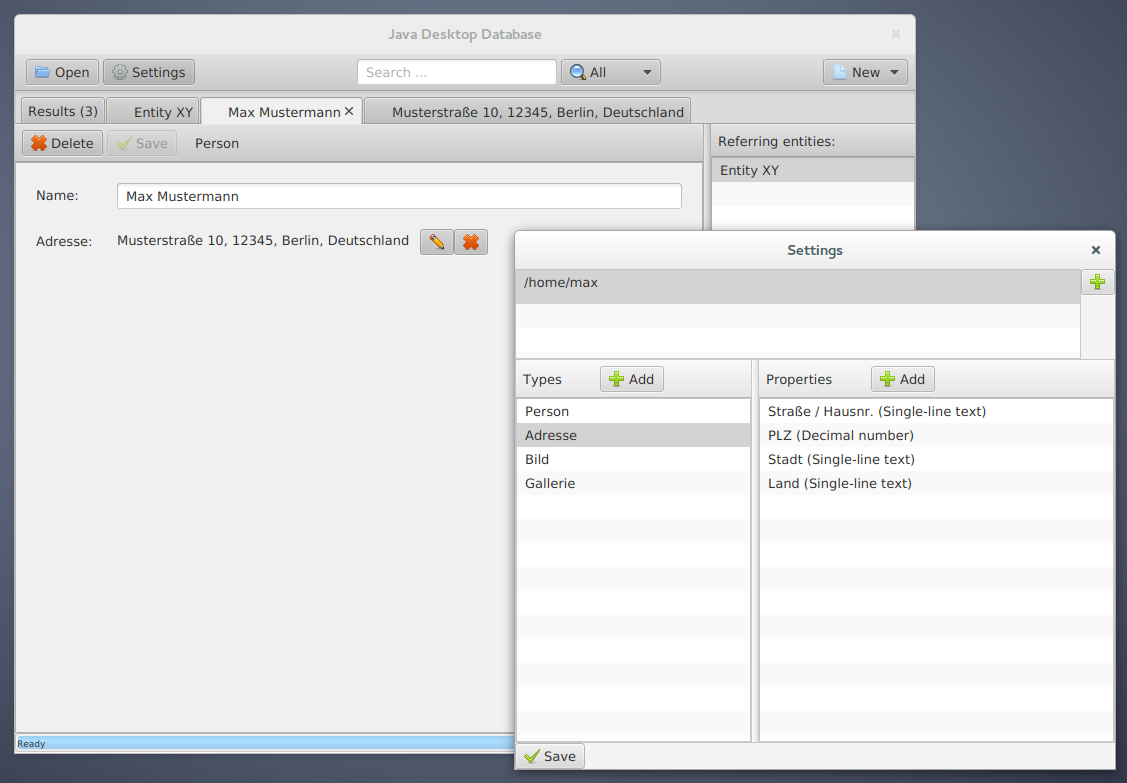 Java Desktop Database
Open Settings Search ... All New
Results (3) Entity XY Max Mustermann Musterstraße 10, 12345, Berlin, Deutschland
Delete Save Person
Referring entities:
Entity XY
Name: Max Mustermann
Adresse: Musterstraße 10, 12345, Berlin, Deutschland
Ready
Settings
/home/max
Types Add
Person
Adresse
Bild
Gallerie
Properties Add
Straße / Hausnr. (Single-line text)
PLZ (Decimal number)
Stadt (Single-line text)
Land (Single-line text)
Save